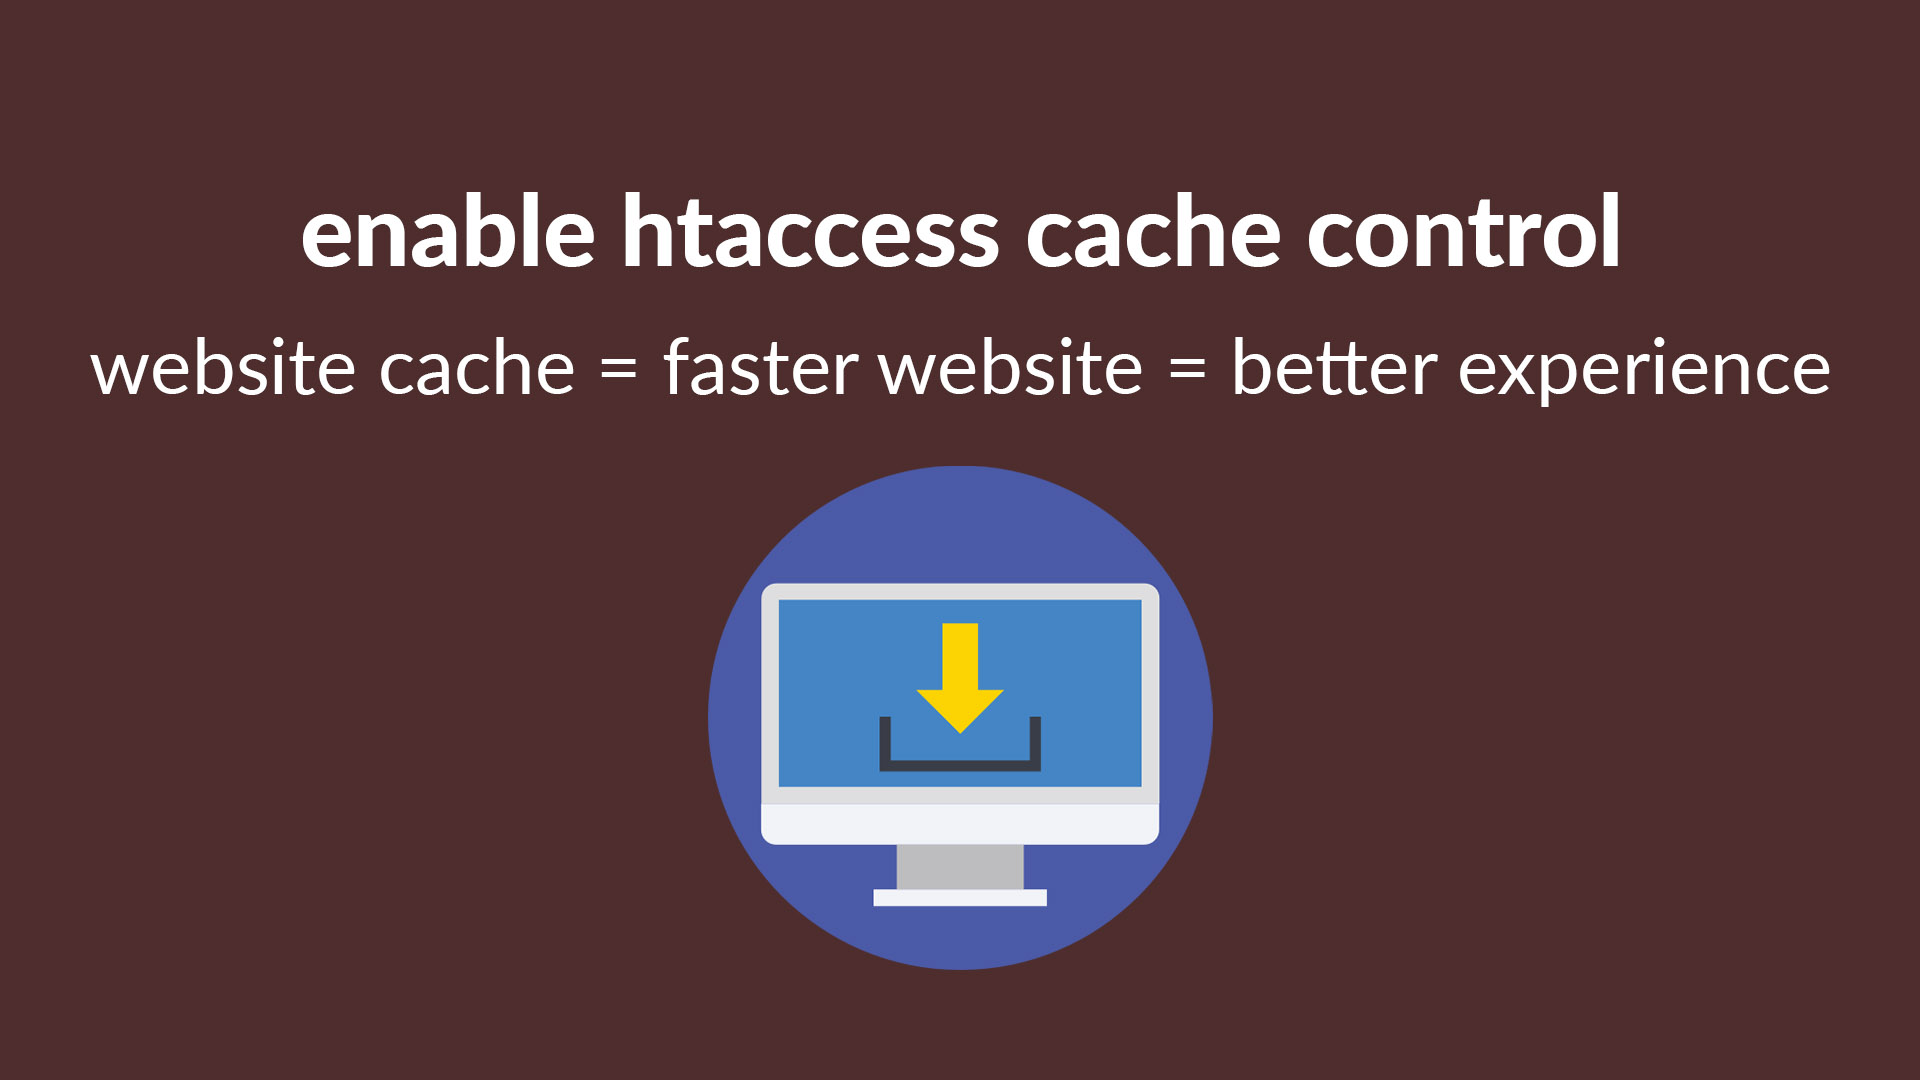 enable htaccess cache control
website cache = faster website = better experience